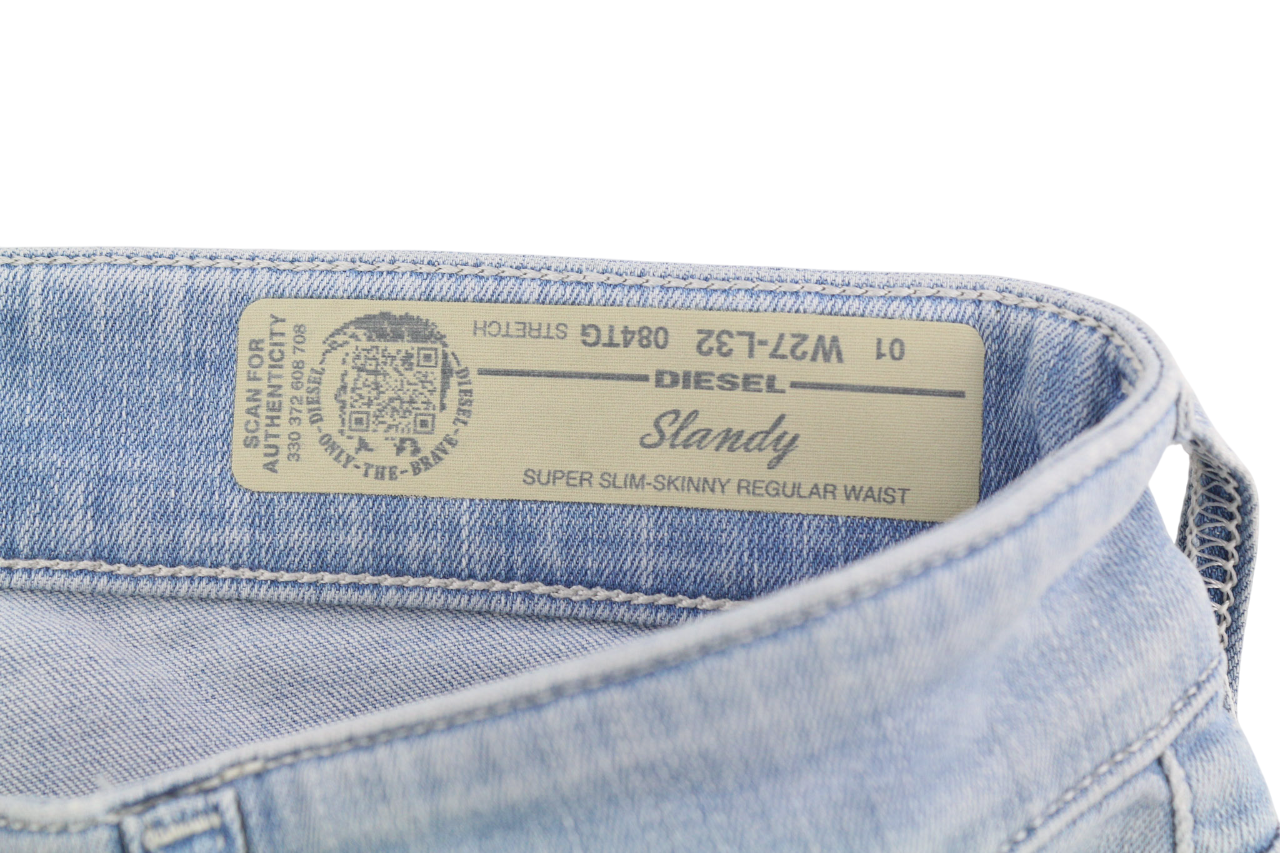 SCAN FOR
AUTHENTICITY
330 372 608 708
DIESEL
ONLY-THE-BRAVE-
DIESEL
01 W27-L32 084TG STRETCH
DIESEL
Slandy
SUPER SLIM-SKINNY REGULAR WAIST